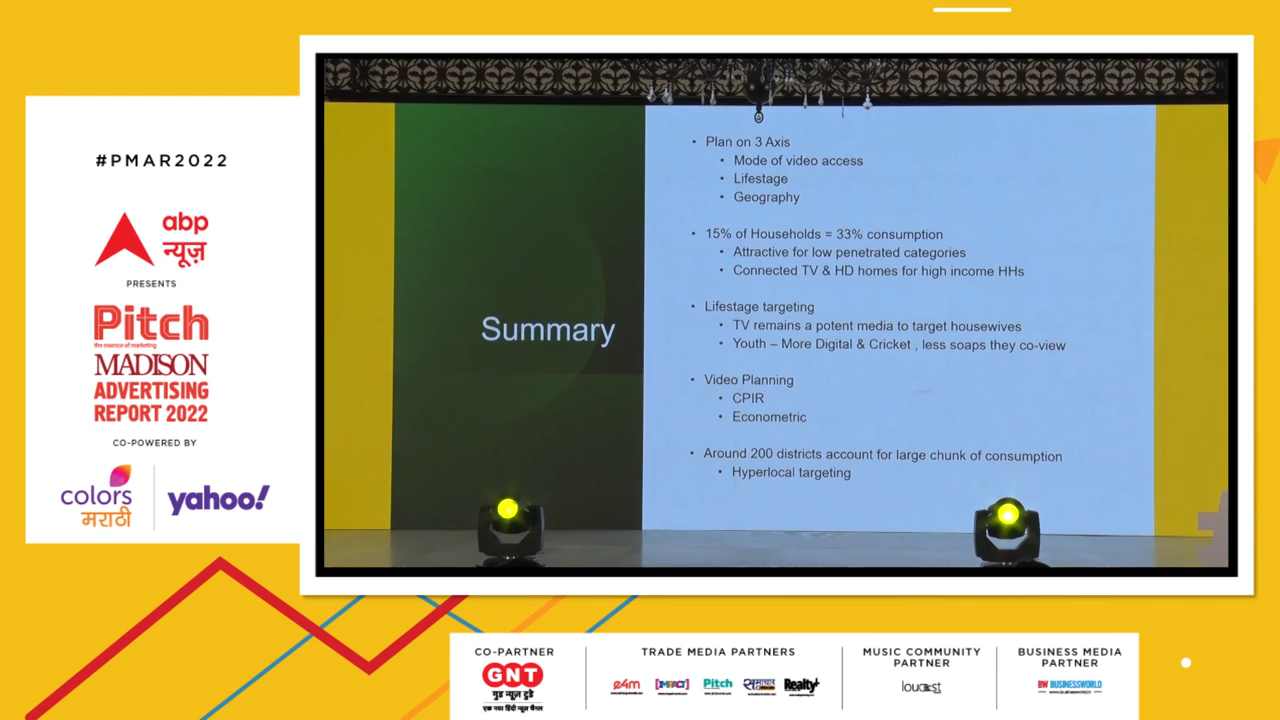 #PMAR2022
abp
न्यूज़
PRESENTS
Pitch
the essence of marketing
MADISON
ADVERTISING
REPORT 2022
CO-POWERED BY
colors
मराठी
yahoo!
Summary
• Plan on 3 Axis
• Mode of video access
• Lifestage
• Geography
• 15% of Households = 33% consumption
• Attractive for low penetrated categories
• Connected TV & HD homes for high income HHs
• Lifestage targeting
• TV remains a potent media to target housewives
• Youth – More Digital & Cricket , less soaps they co-view
• Video Planning
• CPIR
• Econometric
• Around 200 districts account for large chunk of consumption
• Hyperlocal targeting
CO-PARTNER
GNT
गुड न्यूज़ टुडे
एक नया हिंदी न्यूज़ चैनल
TRADE MEDIA PARTNERS
e4m
[IMPACT]
Pitch
समाचार
Realty+
MUSIC COMMUNITY
PARTNER
BUSINESS MEDIA
PARTNER
BW BUSINESSWORLD